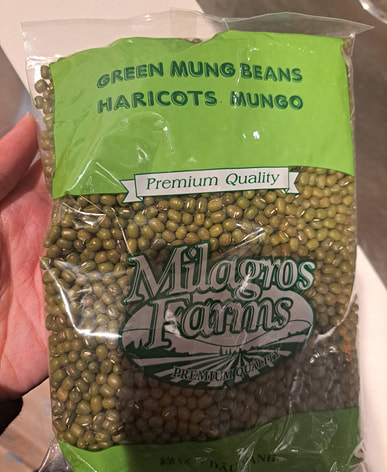 GREEN MUNG BEANS
HARICOTS MUNGO
Premium Quality
Milagros
Farms
PREMIUM QUALITY